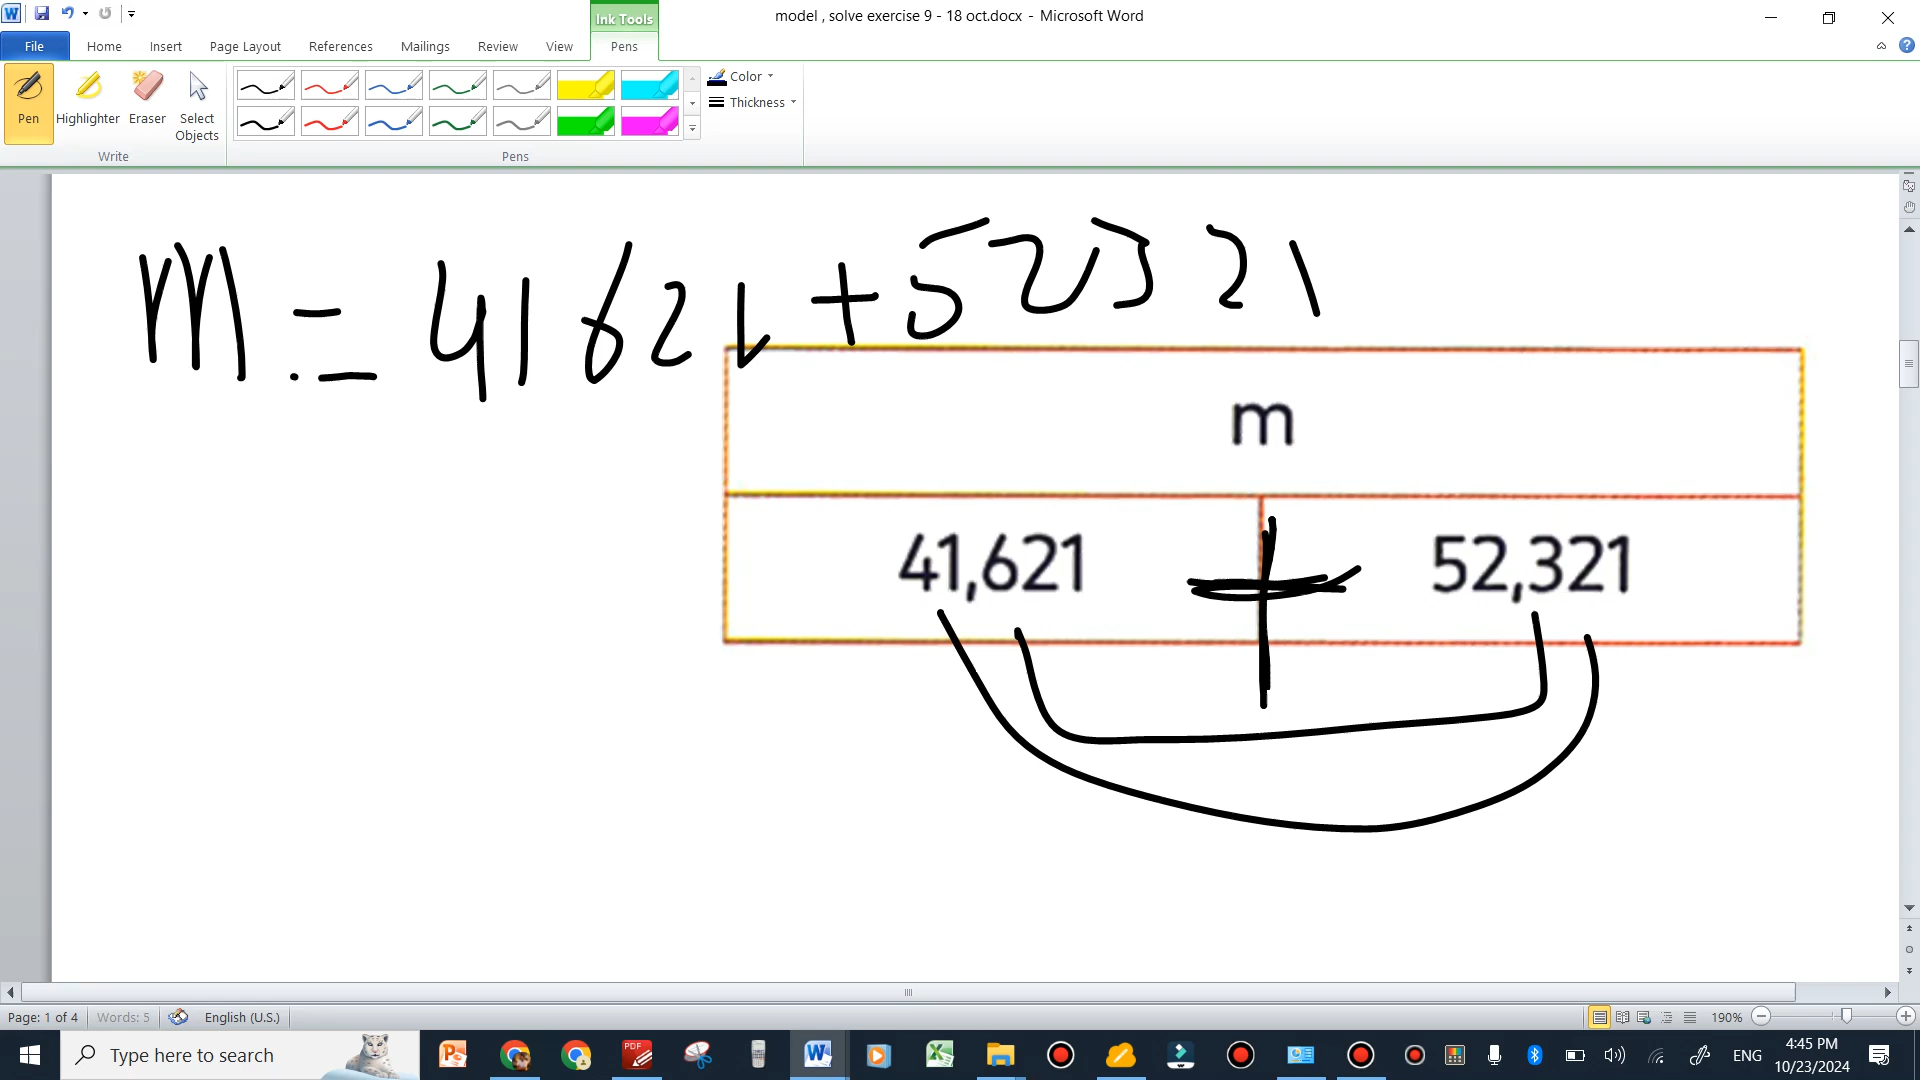 model , solve exercise 9 - 18 oct.docx - Microsoft Word
Ink Tools
File Home Insert Page Layout References Mailings Review View Pens
Pen Highlighter Eraser Select Objects
Color
Thickness
Write Pens
m = 41621 + 52321
m
41,621 + 52,321
Page: 1 of 4 Words: 5 English (U.S.) 190%
Type here to search
ENG
4:45 PM
10/23/2024